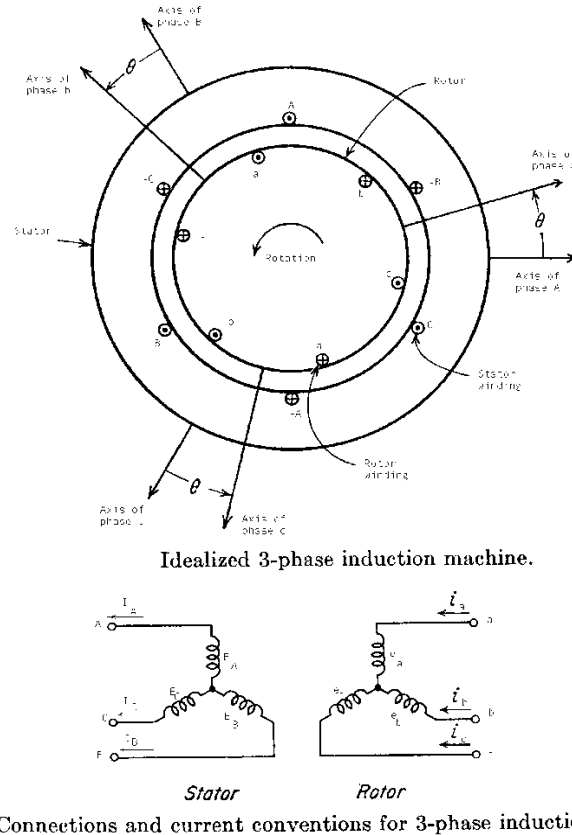 Axis of
phase B
Axis of
phase b
θ
Rotor
A
a
b
-B
-C
Axis of
phase
θ
Stator
Rotation
Axis of
phase A
C
B
Stator
winding
-A
Rotor
winding
θ
Axis of
phase
Axis of
phase c
Idealized 3-phase induction machine.
I A
A
E A
I
E B
I B
Stator
i a
a
e a
i b
b
e b
i c
Rotor
Connections and current conventions for 3-phase inducti